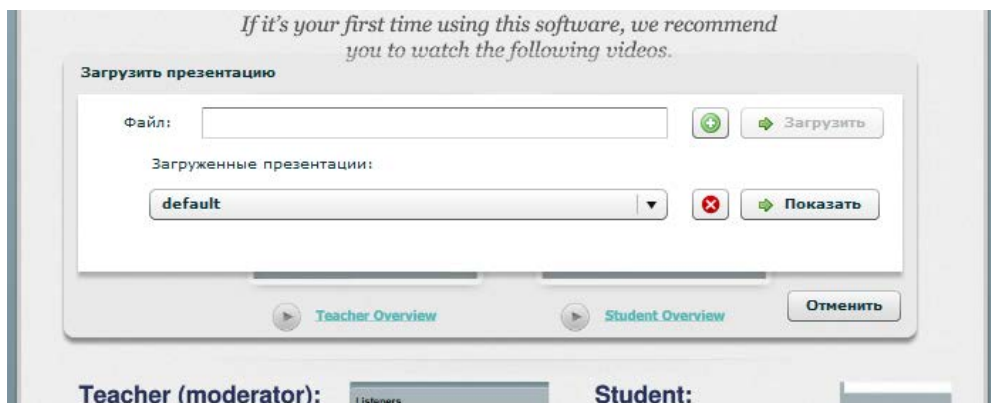 If it's your first time using this software, we recommend
you to watch the following videos.
Загрузить презентацию
Файл:
Загрузить
Загруженные презентации:
default
Показать
Teacher Overview
Student Overview
Отменить
Teacher (moderator):
Listeners
Student: